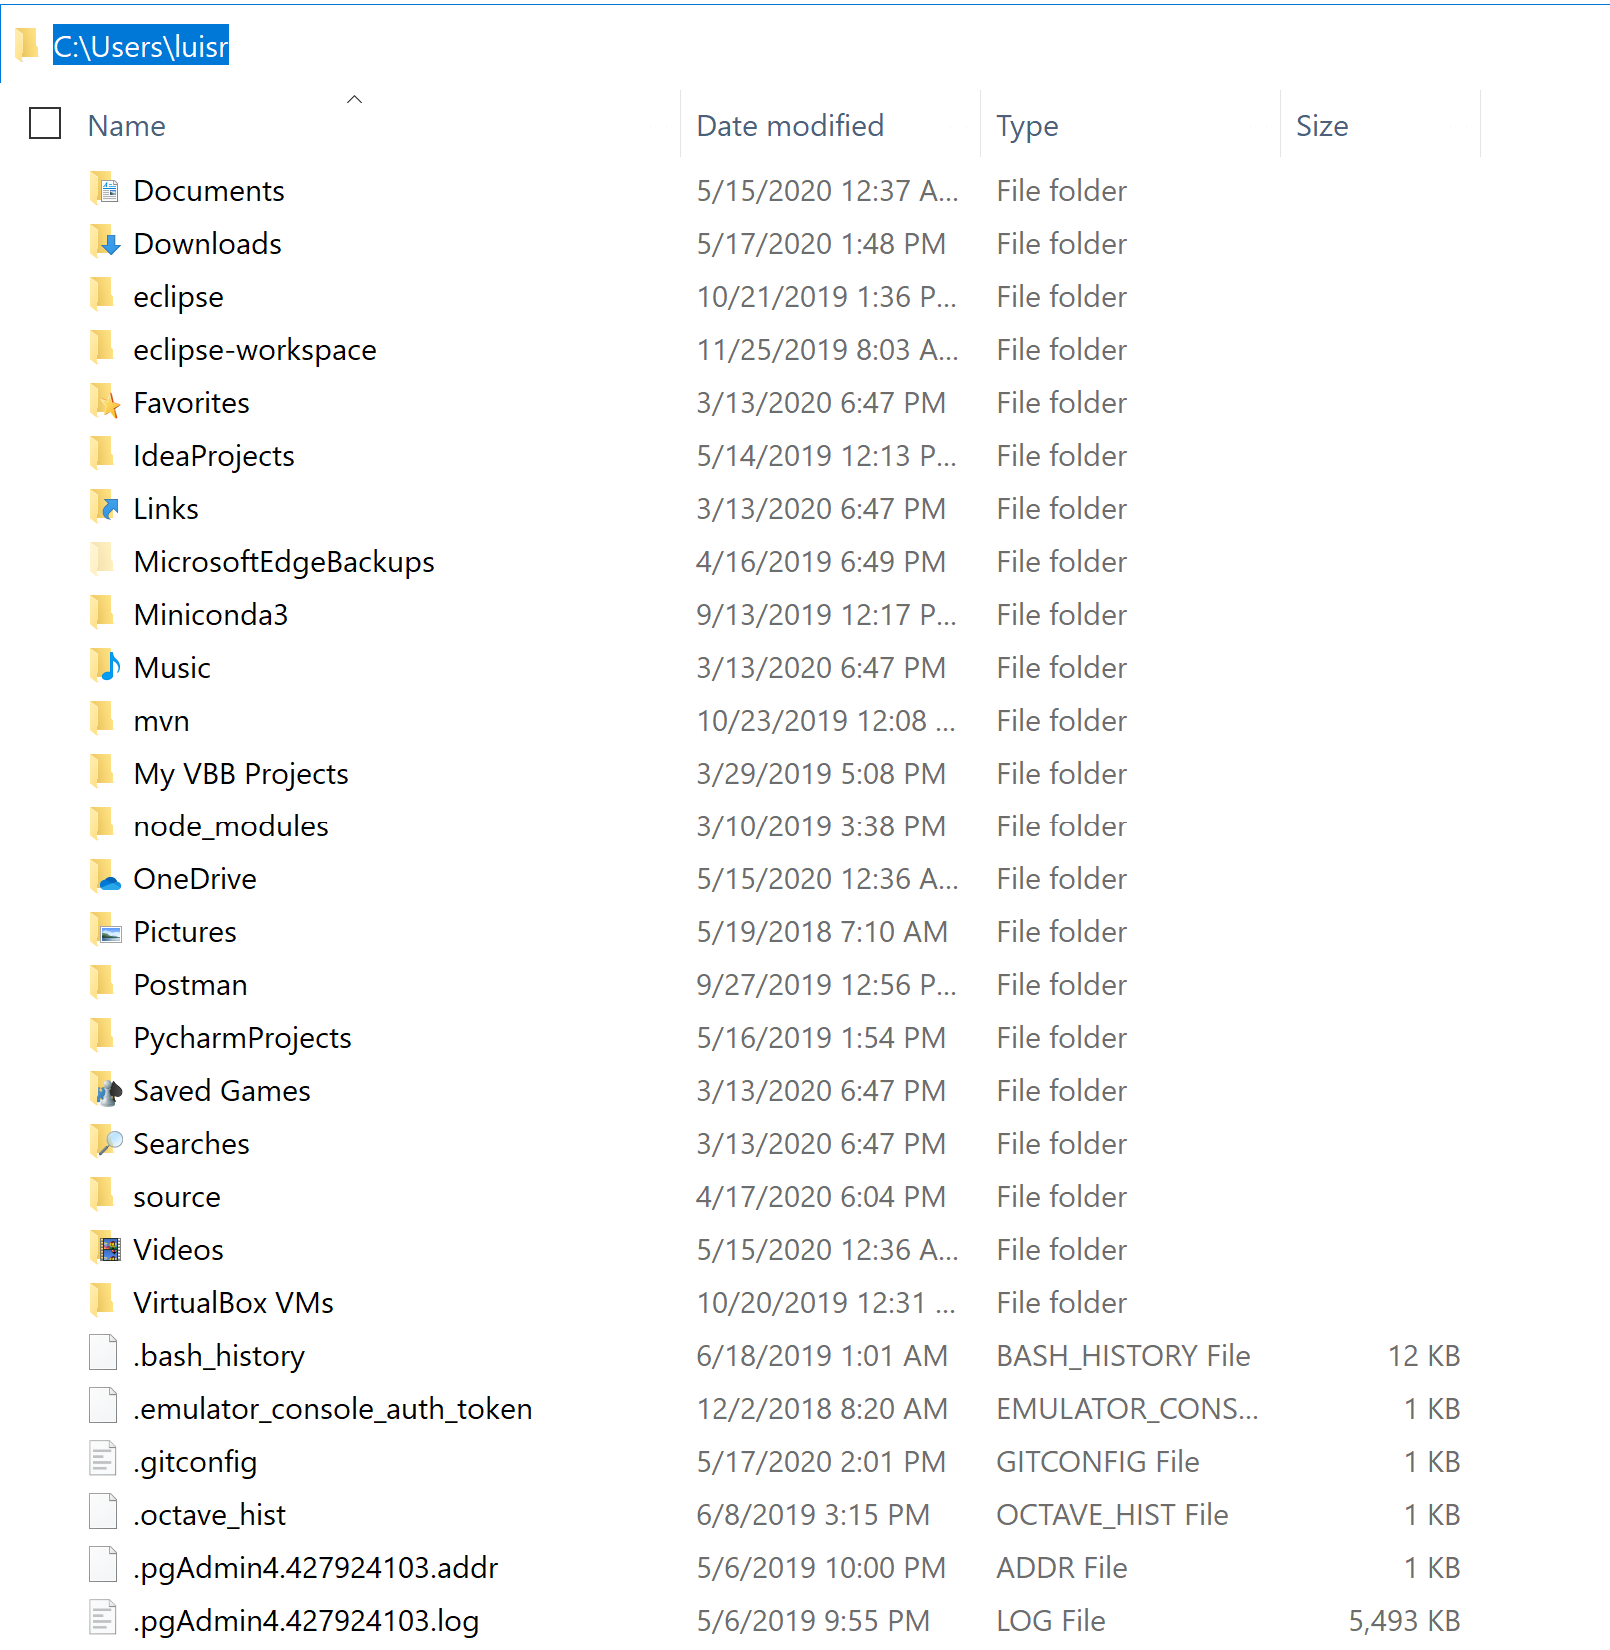 C:\Users\luisr
Name Date modified Type Size
Documents 5/15/2020 12:37 A... File folder
Downloads 5/17/2020 1:48 PM File folder
eclipse 10/21/2019 1:36 P... File folder
eclipse-workspace 11/25/2019 8:03 A... File folder
Favorites 3/13/2020 6:47 PM File folder
IdeaProjects 5/14/2019 12:13 P... File folder
Links 3/13/2020 6:47 PM File folder
MicrosoftEdgeBackups 4/16/2019 6:49 PM File folder
Miniconda3 9/13/2019 12:17 P... File folder
Music 3/13/2020 6:47 PM File folder
mvn 10/23/2019 12:08 ... File folder
My VBB Projects 3/29/2019 5:08 PM File folder
node_modules 3/10/2019 3:38 PM File folder
OneDrive 5/15/2020 12:36 A... File folder
Pictures 5/19/2018 7:10 AM File folder
Postman 9/27/2019 12:56 P... File folder
PycharmProjects 5/16/2019 1:54 PM File folder
Saved Games 3/13/2020 6:47 PM File folder
Searches 3/13/2020 6:47 PM File folder
source 4/17/2020 6:04 PM File folder
Videos 5/15/2020 12:36 A... File folder
VirtualBox VMs 10/20/2019 12:31 ... File folder
.bash_history 6/18/2019 1:01 AM BASH_HISTORY File 12 KB
.emulator_console_auth_token 12/2/2018 8:20 AM EMULATOR_CONS... 1 KB
.gitconfig 5/17/2020 2:01 PM GITCONFIG File 1 KB
.octave_hist 6/8/2019 3:15 PM OCTAVE_HIST File 1 KB
.pgAdmin4.427924103.addr 5/6/2019 10:00 PM ADDR File 1 KB
.pgAdmin4.427924103.log 5/6/2019 9:55 PM LOG File 5,493 KB